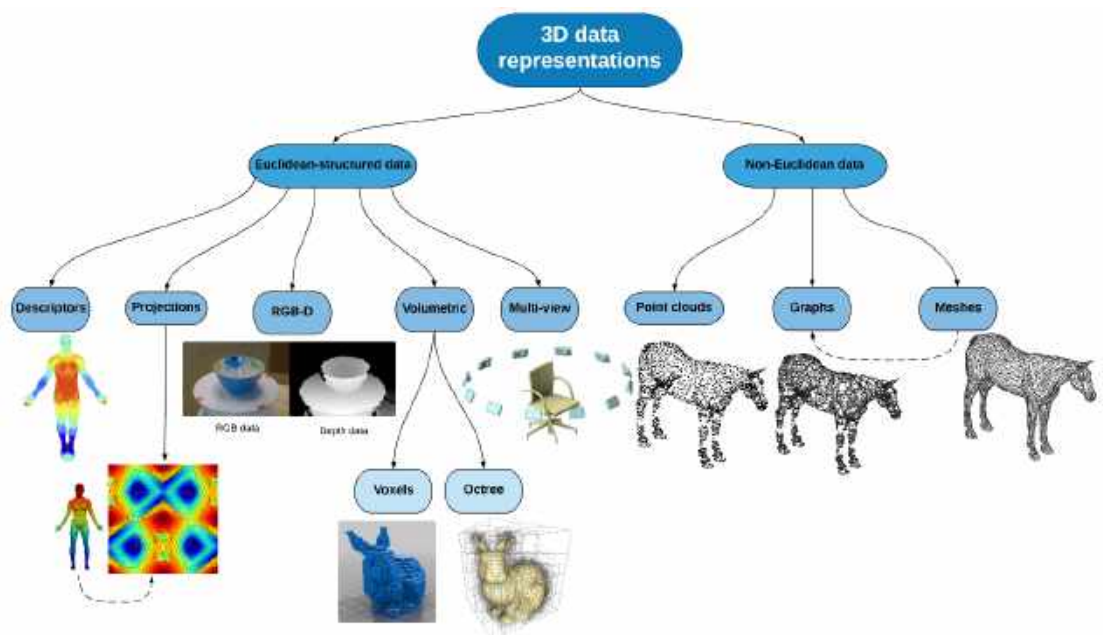 3D data
representations
Euclidean-structured data
Non-Euclidean data
Descriptors
Projections
RGB-D
Volumetric
Multi-view
Point clouds
Graphs
Meshes
RGB data
Depth data
Voxels
Octree